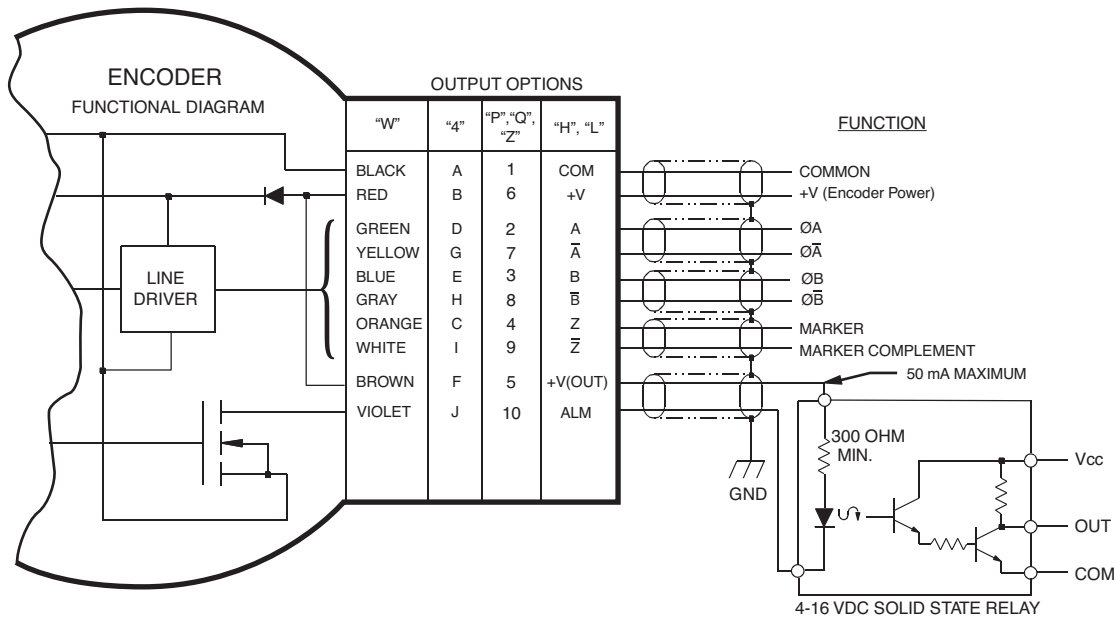 ENCODER
FUNCTIONAL DIAGRAM
LINE
DRIVER
OUTPUT OPTIONS
“W” “4” “P”,“Q”, “Z” “H”, “L”
BLACK A 1 COM
RED B 6 +V
GREEN D 2 A
YELLOW G 7 A̅
BLUE E 3 B
GRAY H 8 B̅
ORANGE C 4 Z
WHITE I 9 Z̅
BROWN F 5 +V(OUT)
VIOLET J 10 ALM
FUNCTION
COMMON
+V (Encoder Power)
ØA
ØA̅
ØB
ØB̅
MARKER
MARKER COMPLEMENT
50 mA MAXIMUM
300 OHM
MIN.
GND
Vcc
OUT
COM
4-16 VDC SOLID STATE RELAY